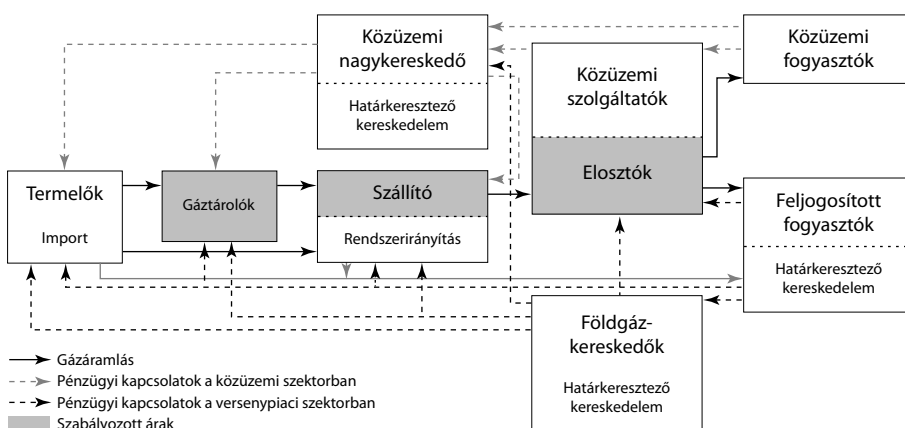 Közüzemi
nagykereskedő
Határkeresztező
kereskedelem
Közüzemi
szolgáltatók
Elosztók
Közüzemi
fogyasztók
Termelők
Import
Gáztárolók
Szállító
Rendszerirányítás
Feljogosított
fogyasztók
Határkeresztező
kereskedelem
Földgáz-
kereskedők
Határkeresztező
kereskedelem
Gázáramlás
Pénzügyi kapcsolatok a közüzemi szektorban
Pénzügyi kapcsolatok a versenypiaci szektorban
Szabályozott árak